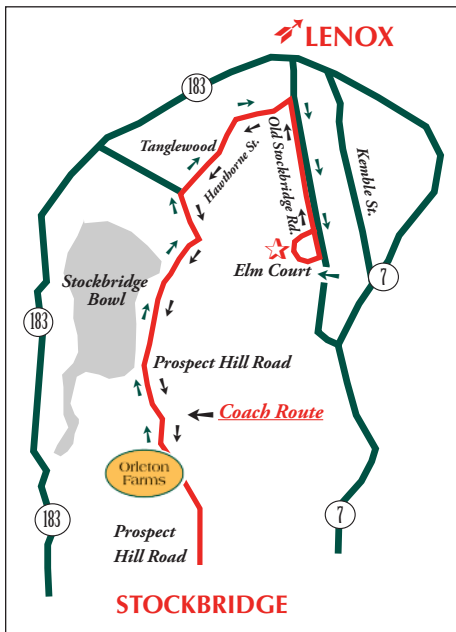 LENOX
183
Tanglewood
Hawthorne St.
Old Stockbridge Rd.
Kemble St.
Elm Court
7
Stockbridge
Bowl
183
Prospect Hill Road
Coach Route
Orleton
Farms
183
7
Prospect
Hill Road
STOCKBRIDGE